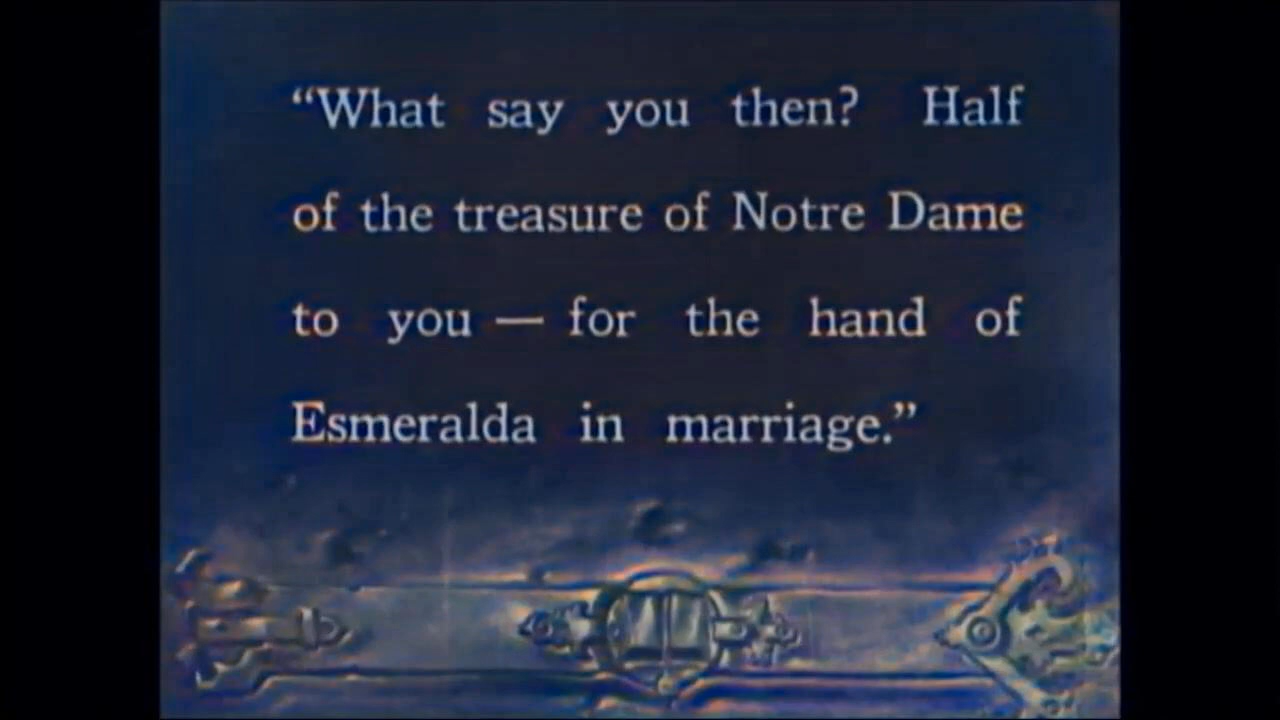 “What say you then? Half
of the treasure of Notre Dame
to you — for the hand of
Esmeralda in marriage.”